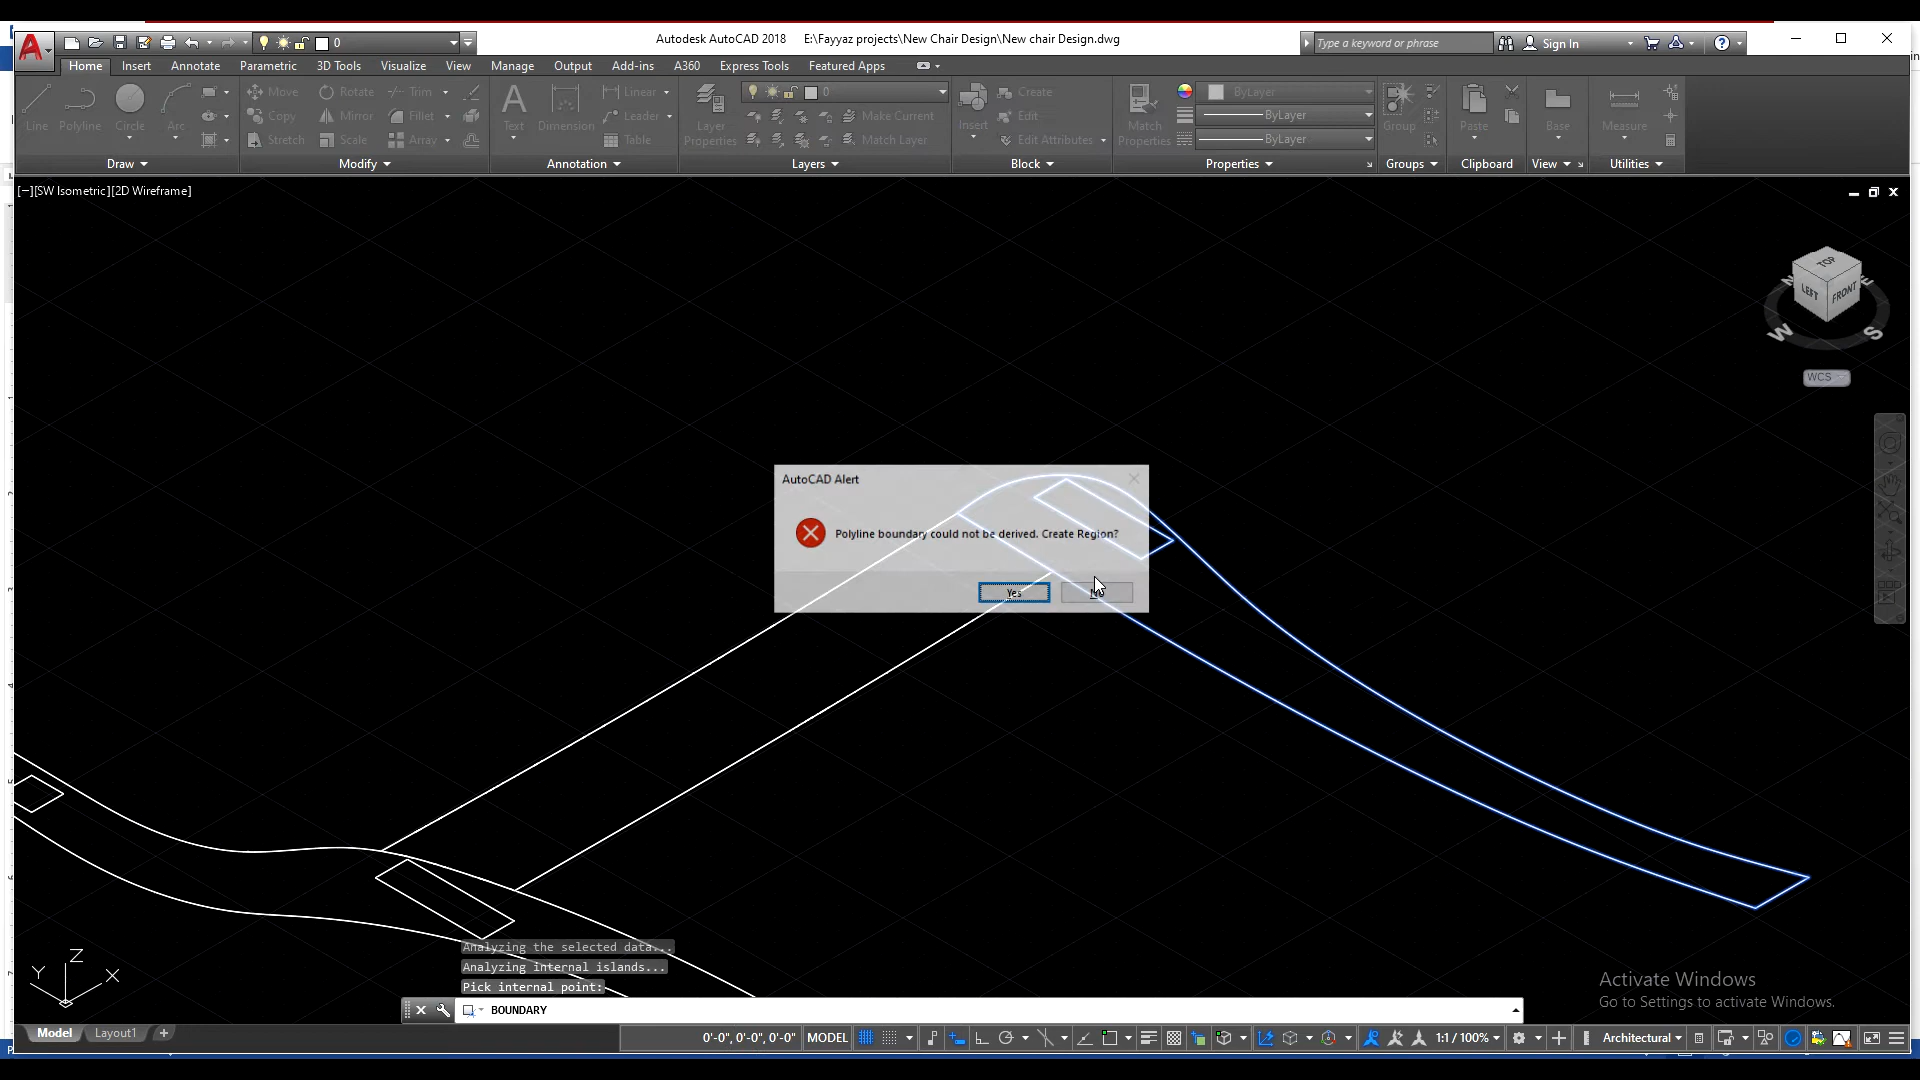 0
Autodesk AutoCAD 2018 E:\Fayyaz projects\New Chair Design\New chair Design.dwg
Type a keyword or phrase
Sign In
Home Insert Annotate Parametric 3D Tools Visualize View Manage Output Add-ins A360 Express Tools Featured Apps
Line Polyline Circle Arc
Move Rotate Trim
Copy Mirror Fillet
Stretch Scale Array
Text Dimension
Linear
Leader
Table
Layer Properties
0
Make Current
Match Layer
Insert
Create
Edit
Edit Attributes
Match Properties
ByLayer
ByLayer
ByLayer
Group
Paste
Base
Measure
Draw Modify Annotation Layers Block Properties Groups Clipboard View Utilities
[−][SW Isometric][2D Wireframe]
TOP
LEFT FRONT
W S
WCS
AutoCAD Alert
Polyline boundary could not be derived. Create Region?
Yes
Analyzing the selected data...
Analyzing internal islands...
Pick internal point:
BOUNDARY
Z
Y X
Activate Windows
Go to Settings to activate Windows.
Model Layout1
0'-0", 0'-0", 0'-0" MODEL
1:1 / 100%
Architectural